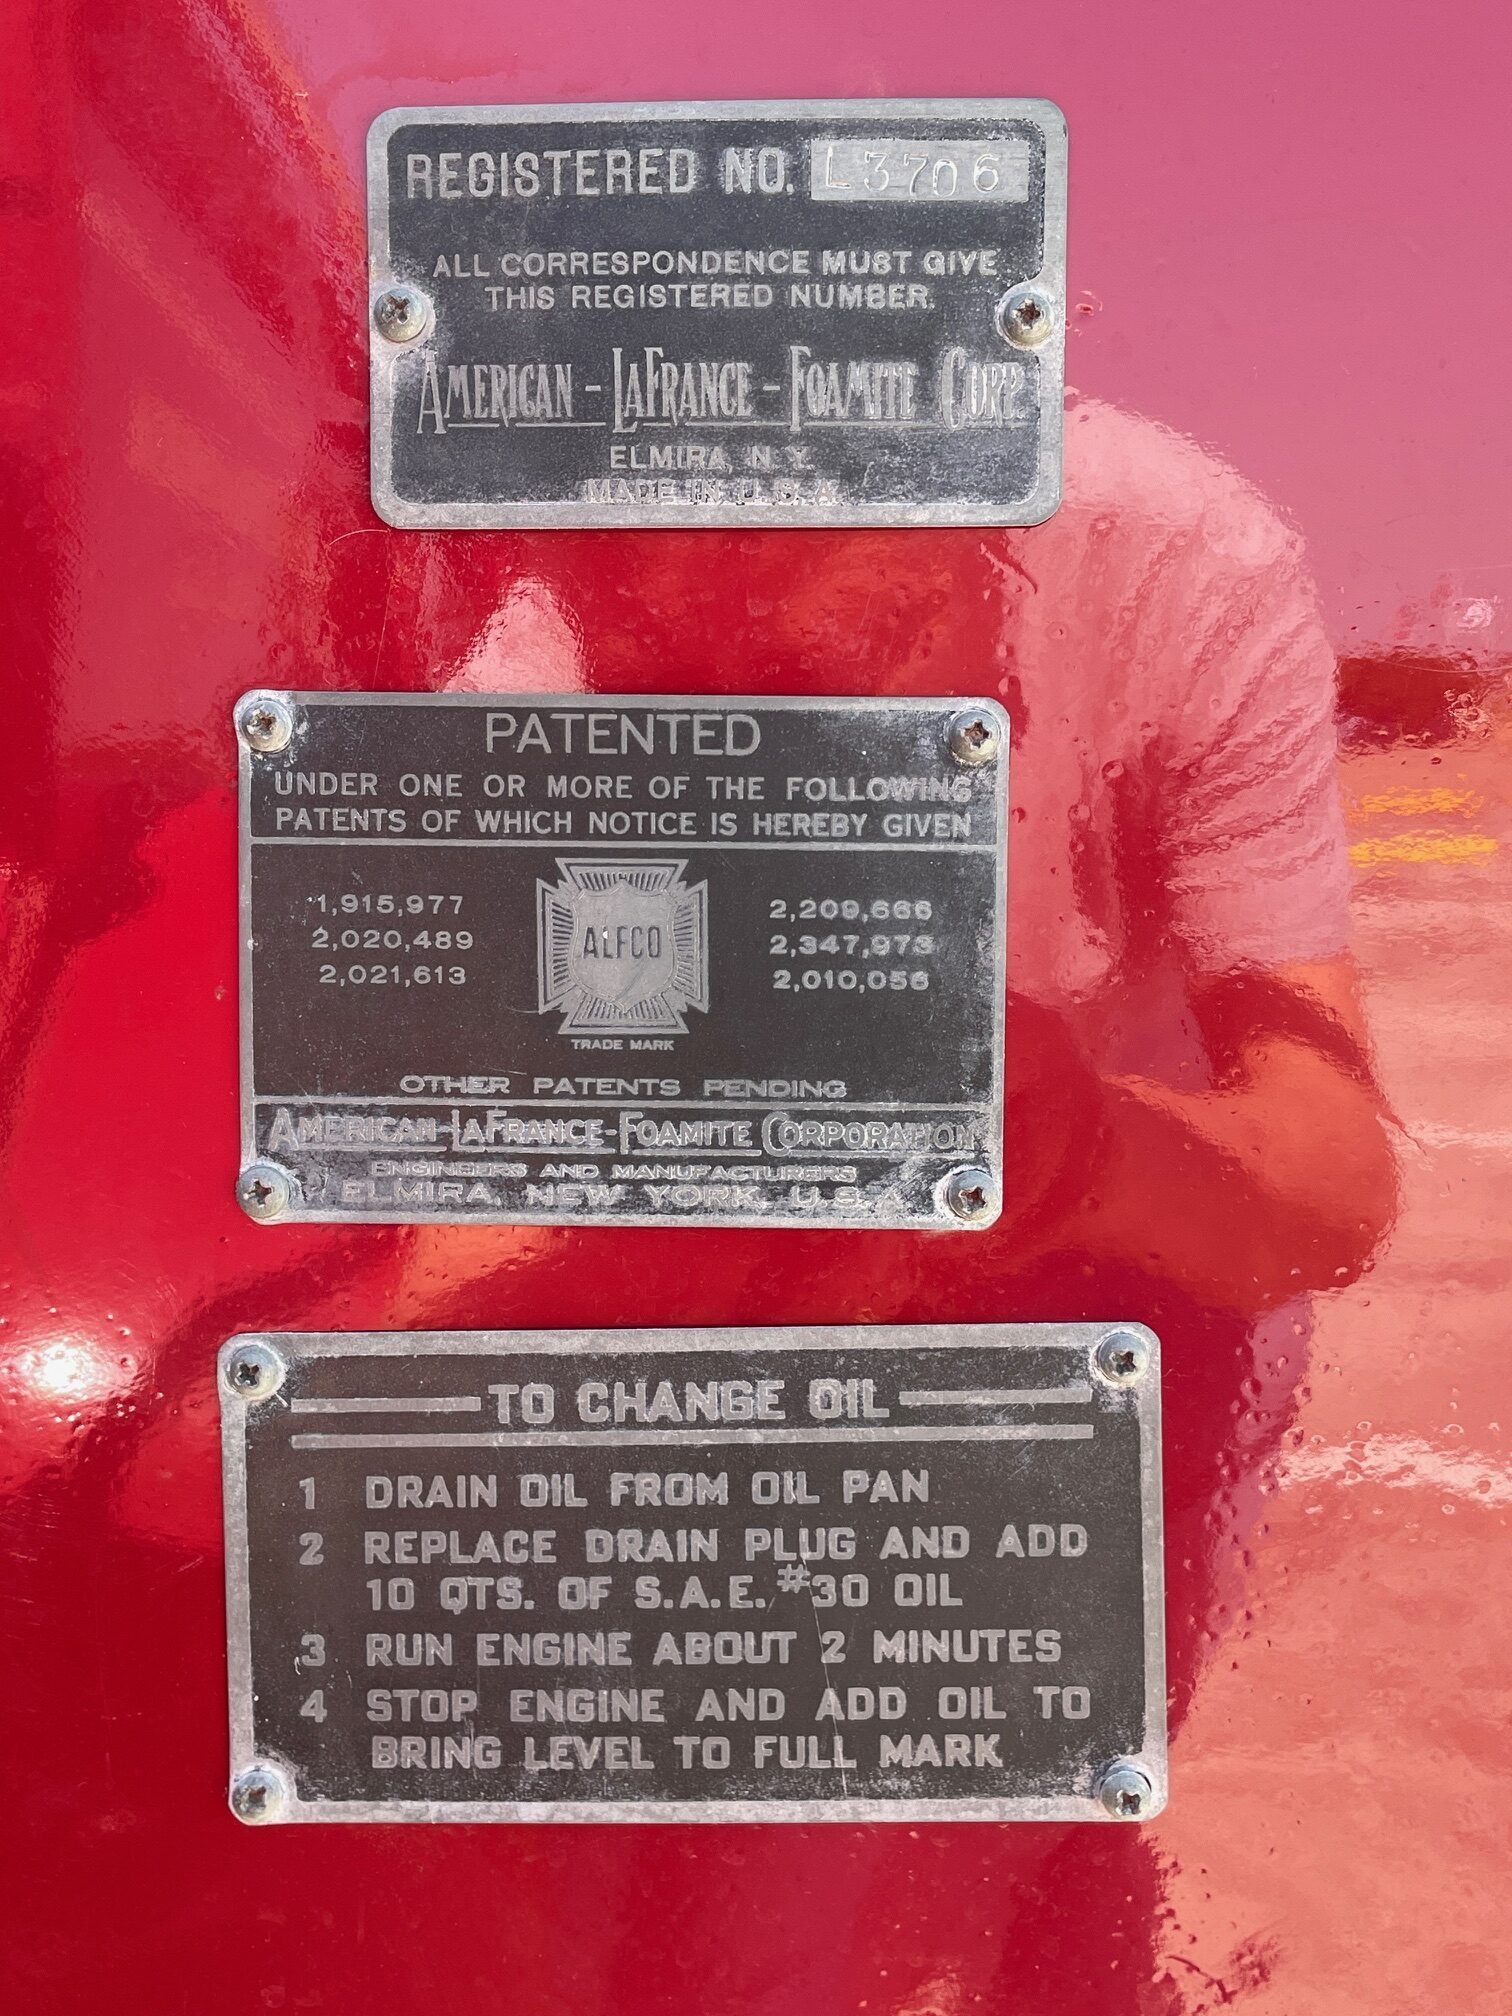 REGISTERED NO. L3706
ALL CORRESPONDENCE MUST GIVE
THIS REGISTERED NUMBER.
AMERICAN-LAFRANCE-FOAMITE CORP.
ELMIRA, N.Y.
MADE IN U.S.A.
PATENTED
UNDER ONE OR MORE OF THE FOLLOWING
PATENTS OF WHICH NOTICE IS HEREBY GIVEN
1,915,977
2,020,489
2,021,613
ALFCO
TRADE MARK
2,209,666
2,347,973
2,010,056
OTHER PATENTS PENDING
AMERICAN-LAFRANCE-FOAMITE CORPORATION
ENGINEERS AND MANUFACTURERS
ELMIRA, NEW YORK, U.S.A.
TO CHANGE OIL
1 DRAIN OIL FROM OIL PAN
2 REPLACE DRAIN PLUG AND ADD
10 QTS. OF S.A.E. #30 OIL
3 RUN ENGINE ABOUT 2 MINUTES
4 STOP ENGINE AND ADD OIL TO
BRING LEVEL TO FULL MARK